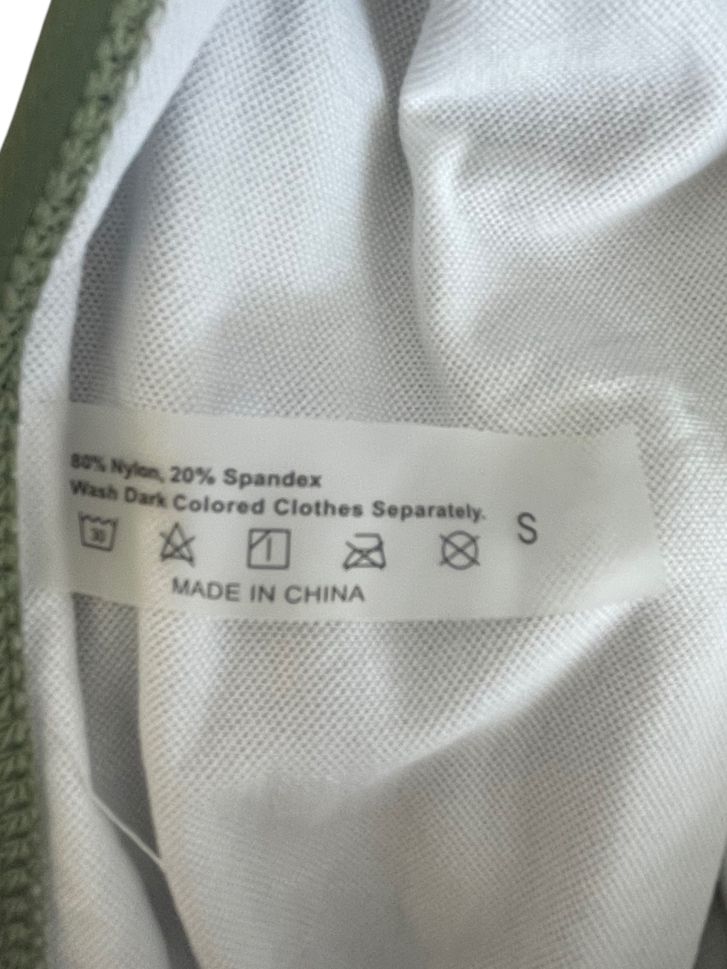 80% Nylon, 20% Spandex
Wash Dark Colored Clothes Separately.
30 S
MADE IN CHINA